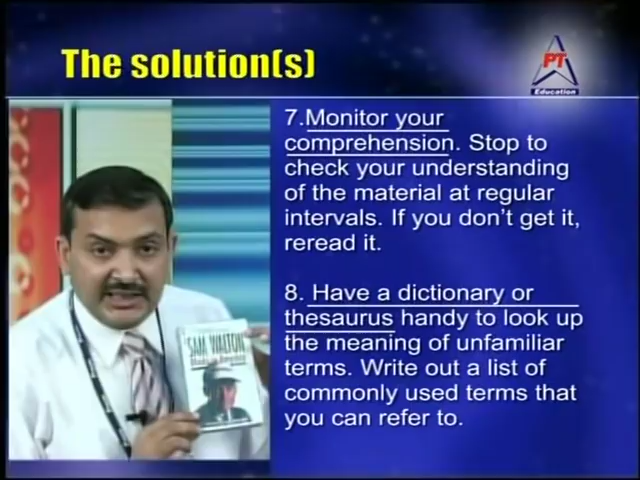 The solution(s)
PT
Education
7.Monitor your
comprehension. Stop to
check your understanding
of the material at regular
intervals. If you don't get it,
reread it.
8. Have a dictionary or
thesaurus handy to look up
the meaning of unfamiliar
terms. Write out a list of
commonly used terms that
you can refer to.
SAM WALTON